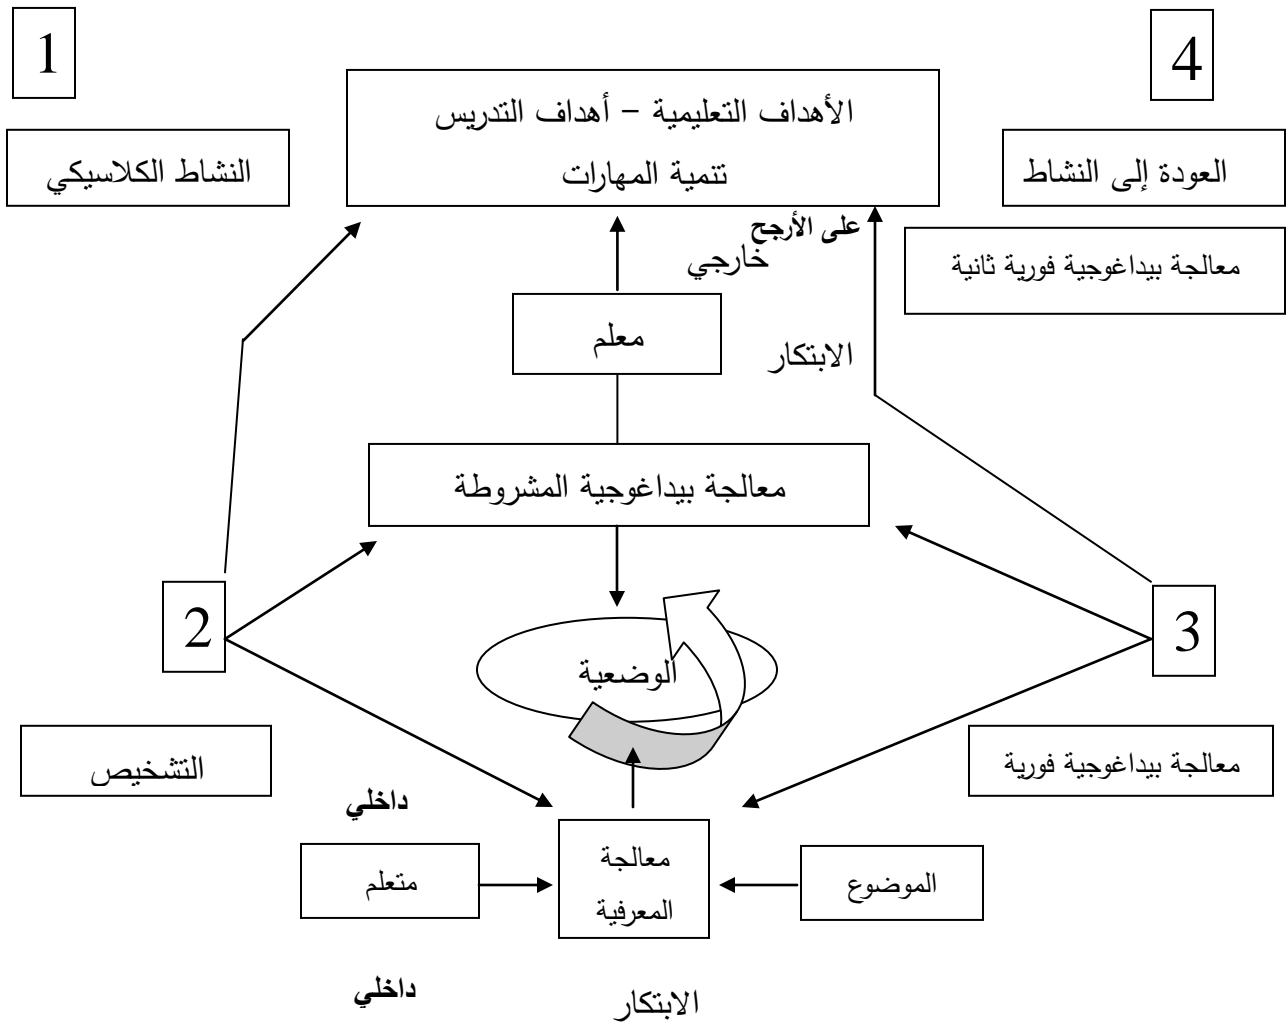 1
4
الأهداف التعليمية – أهداف التدريس
تنمية المهارات
النشاط الكلاسيكي
العودة إلى النشاط
على الأرجح
خارجي
معالجة بيداغوجية فورية ثانية
معلم
الابتكار
معالجة بيداغوجية المشروطة
2
3
الوضعية
التشخيص
معالجة بيداغوجية فورية
داخلي
معالجة
المعرفية
متعلم
الموضوع
داخلي
الابتكار